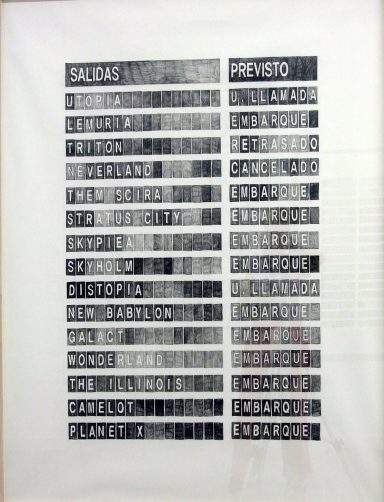 SALIDAS PREVISTO
UTOPIA U. LLAMADA
LEMURIA EMBARQUE
TRITON RETRASADO
NEVERLAND CANCELADO
THEM SCIRA EMBARQUE
STRATUS CITY EMBARQUE
SKYPIEA EMBARQUE
SKYHOLM EMBARQUE
DISTOPIA U LLAMADA
NEW BABYLON EMBARQUE
GALACT EMBARQUE
WONDERLAND EMBARQUE
THE ILLINOIS EMBARQUE
CAMELOT EMBARQUE
PLANET X EMBARQUE